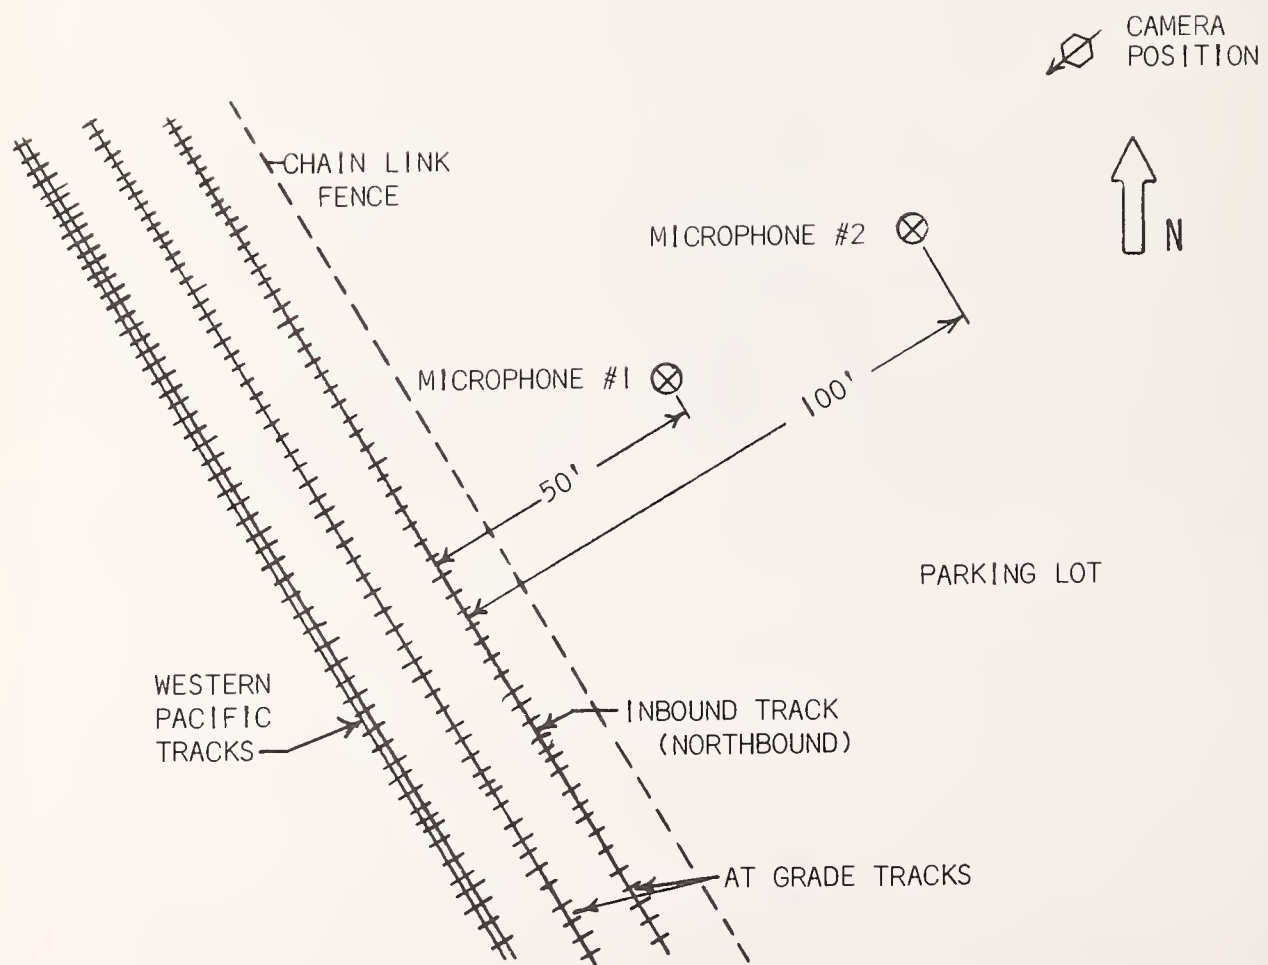 CAMERA
POSITION
CHAIN LINK
FENCE
N
MICROPHONE #2
MICROPHONE #1
100'
50'
PARKING LOT
WESTERN
PACIFIC
TRACKS
INBOUND TRACK
(NORTHBOUND)
AT GRADE TRACKS